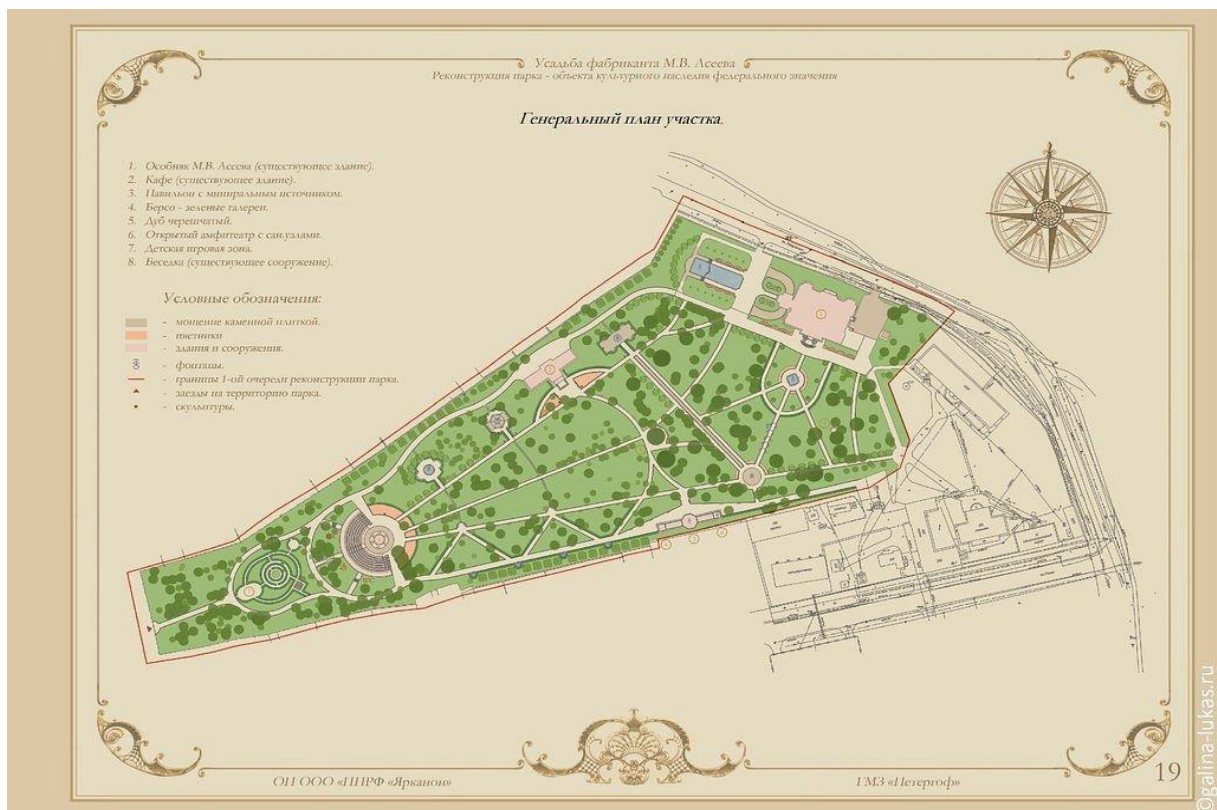 Усадьба фабриканта М.В. Асеева
Реконструкция парка - объекта культурного наследия федерального значения
Генеральный план участка.
1. Особняк М.В. Асеева (существующее здание).
2. Кафе (существующее здание).
3. Павильон с миниральным источником.
4. Берсо - зеленые галереи.
5. Дуб черешчатый.
6. Открытый амфитеатр с сан.узлами.
7. Детская игровая зона.
8. Беседка (существующее сооружение).
Условные обозначения:
- мощение каменной плиткой.
- цветники
- здания и сооружения.
- фонтаны.
- границы 1-ой очереди реконструкции парка.
- заезды на территорию парка.
- скульптуры.
ОП ООО «НПРФ «Ярканон»
ГМЗ «Петергоф»
19
©galina-lukas.ru